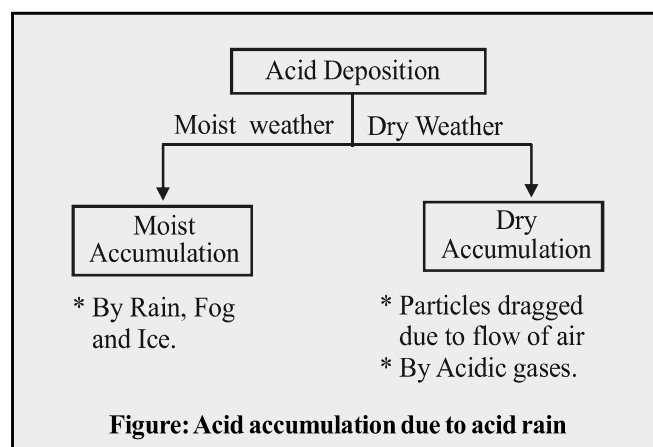 Acid Deposition
Moist weather
Dry Weather
Moist
Accumulation
Dry
Accumulation
* By Rain, Fog
and Ice.
* Particles dragged
due to flow of air
* By Acidic gases.
Figure: Acid accumulation due to acid rain